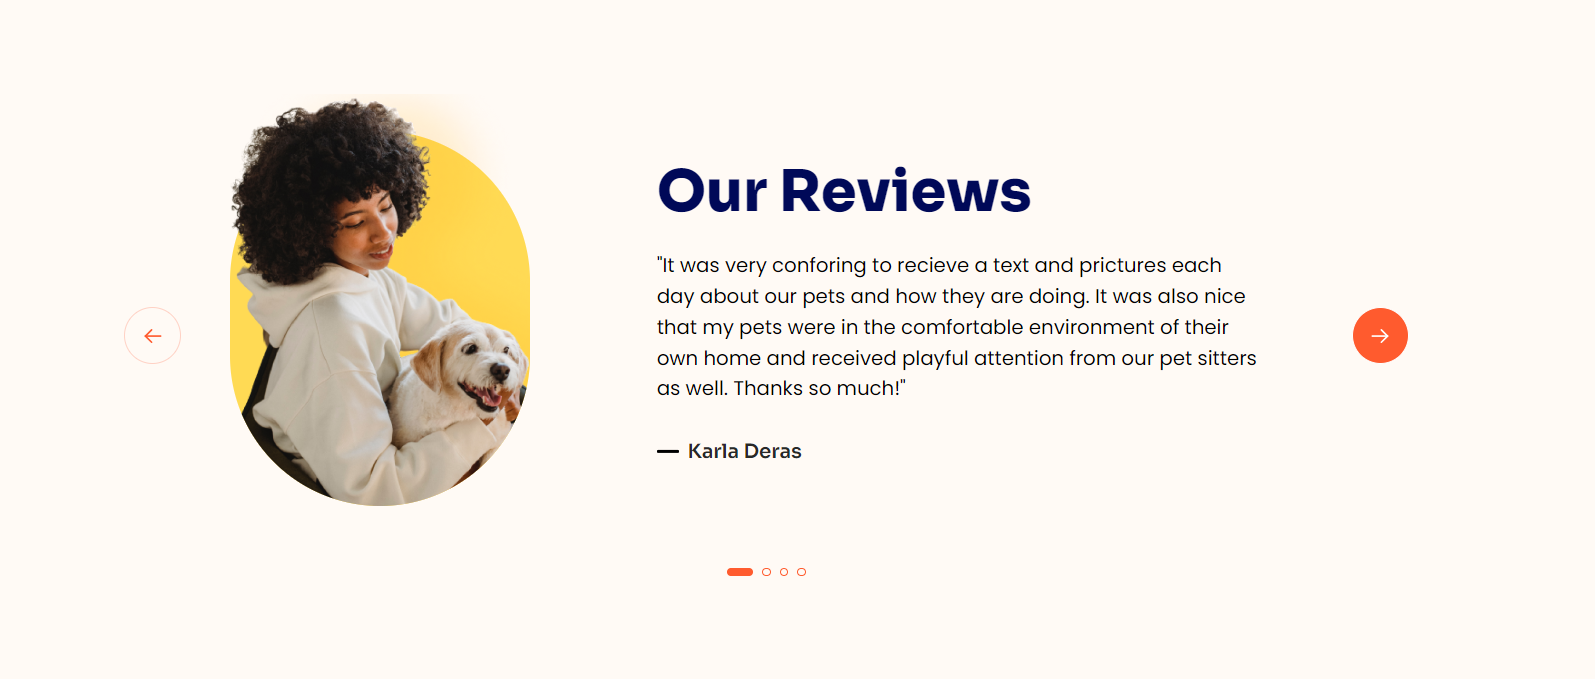 Our Reviews
"It was very conforing to recieve a text and prictures each
day about our pets and how they are doing. It was also nice
that my pets were in the comfortable environment of their
own home and received playful attention from our pet sitters
as well. Thanks so much!"
— Karla Deras